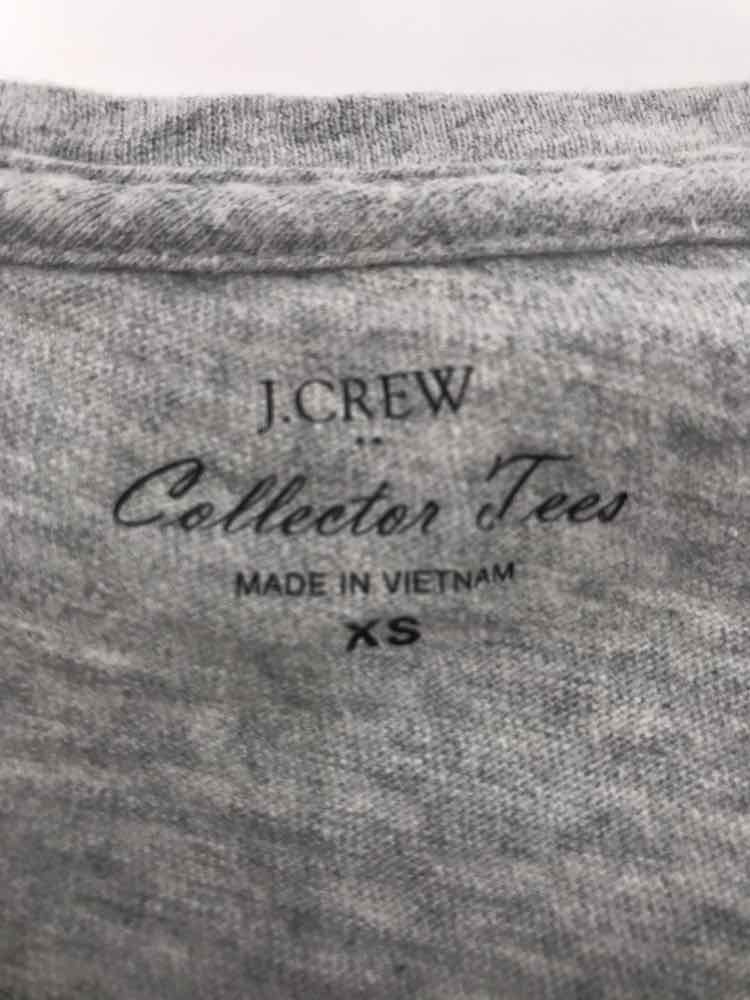 J.CREW
Collector Tees
MADE IN VIETNAM
XS